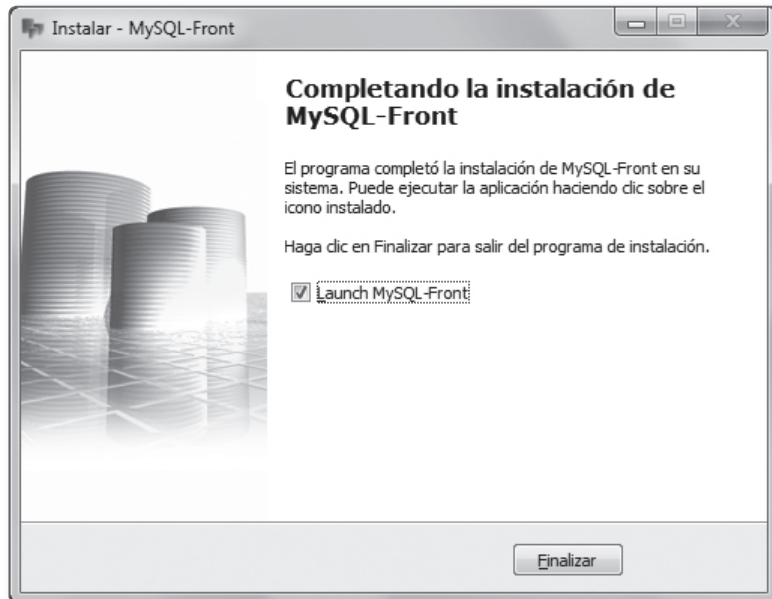 Instalar - MySQL-Front
Completando la instalación de
MySQL-Front
El programa completó la instalación de MySQL-Front en su
sistema. Puede ejecutar la aplicación haciendo clic sobre el
icono instalado.
Haga clic en Finalizar para salir del programa de instalación.
Launch MySQL-Front
Finalizar